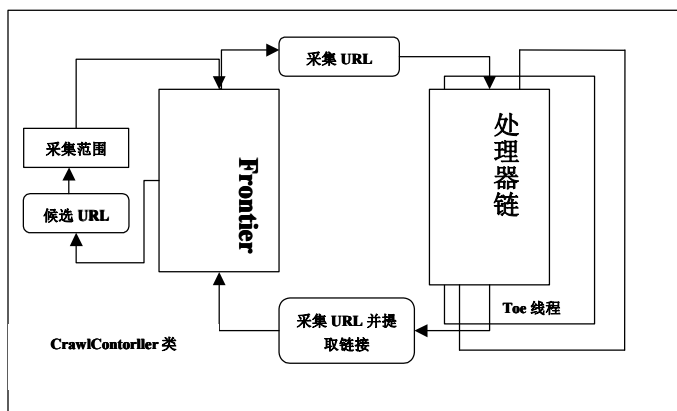 采集 URL
处理器链
采集范围
Frontier
候选 URL
Toe 线程
采集 URL 并提
取链接
CrawlContorller 类